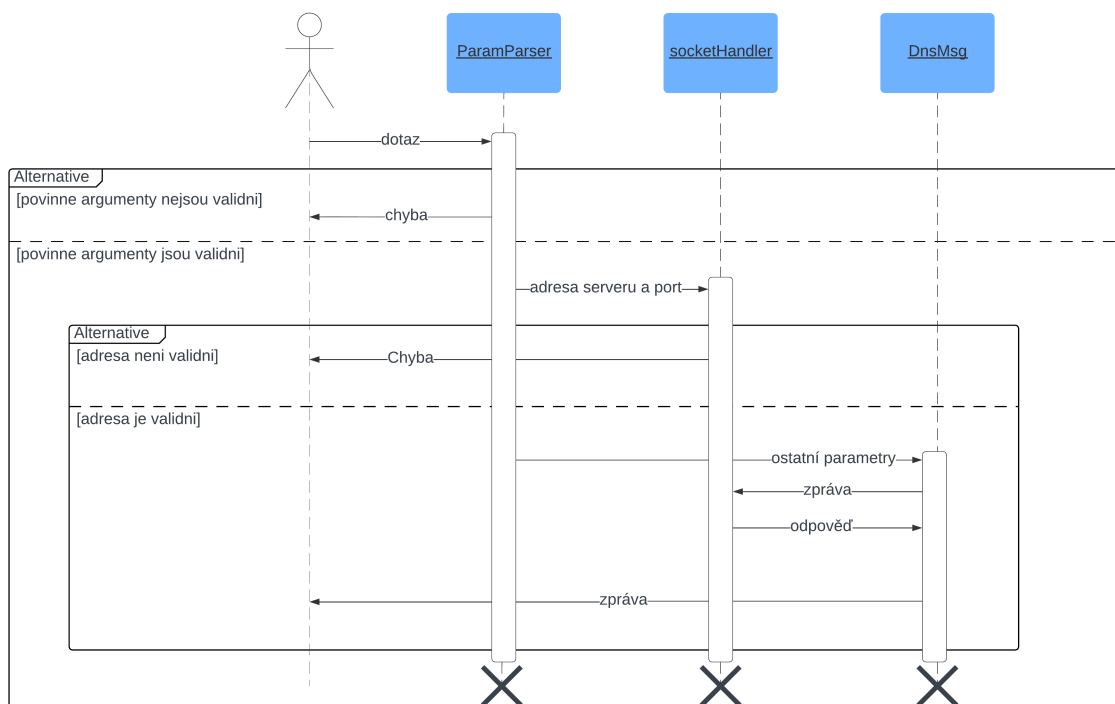 ParamParser
socketHandler
DnsMsg
dotaz
Alternative
[povinne argumenty nejsou validni]
chyba
[povinne argumenty jsou validni]
adresa serveru a port
Alternative
[adresa neni validni]
Chyba
[adresa je validni]
ostatní parametry
zpráva
odpověď
zpráva